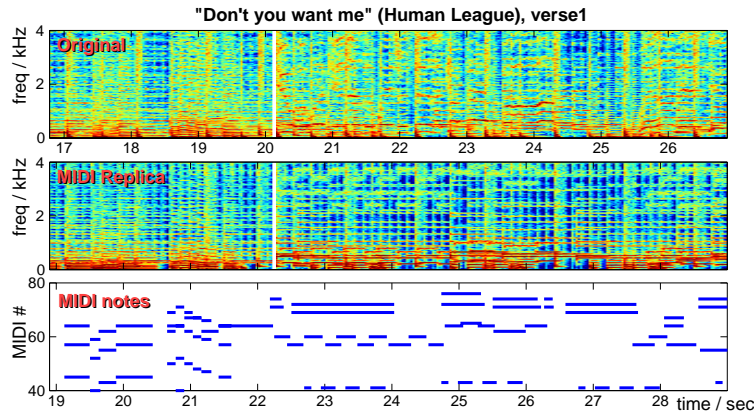 "Don't you want me" (Human League), verse1
freq / kHz
4
2
0
Original
17 18 19 20 21 22 23 24 25 26
freq / kHz
4
2
0
MIDI Replica
MIDI #
80
60
40
MIDI notes
19 20 21 22 23 24 25 26 27 28 time / sec